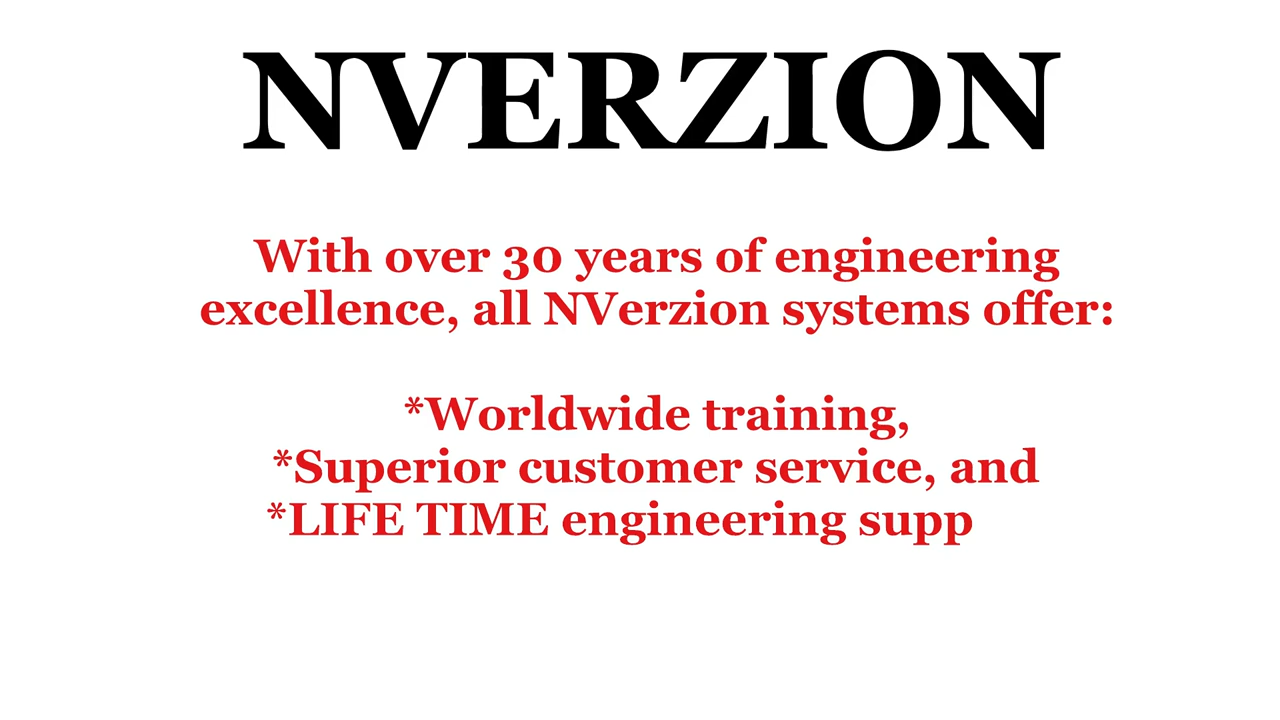 NVERZION
With over 30 years of engineering
excellence, all NVerzion systems offer:
*Worldwide training,
*Superior customer service, and
*LIFE TIME engineering supp